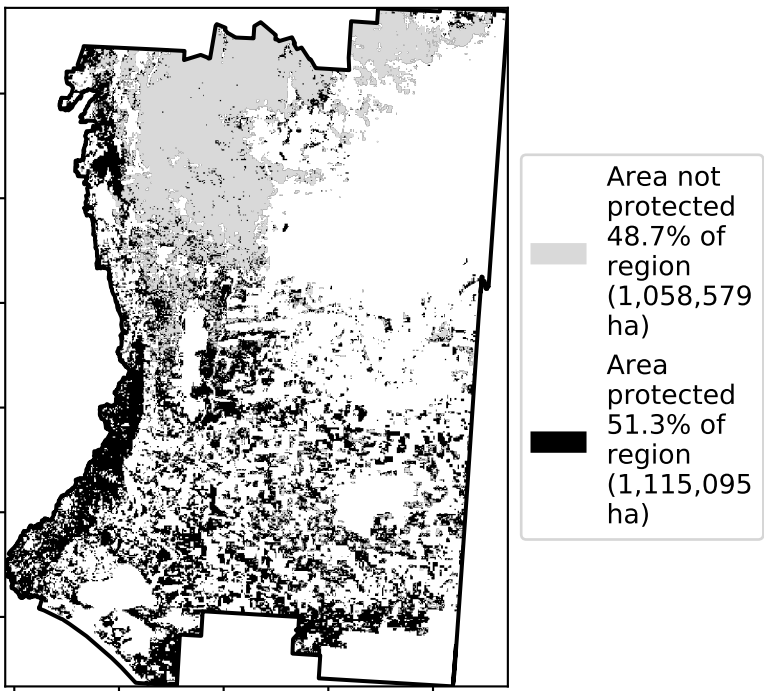 Area not
protected
48.7% of
region
(1,058,579
ha)
Area
protected
51.3% of
region
(1,115,095
ha)